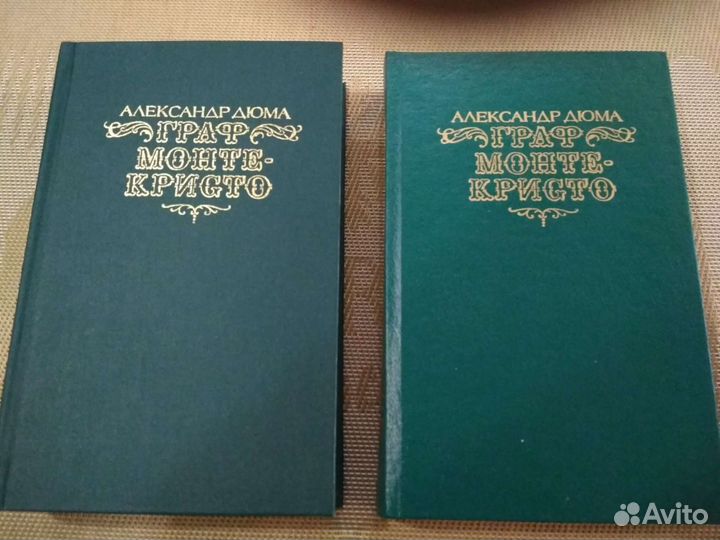 АЛЕКСАНДР ДЮМА
ГРАФ
МОНТЕ-
КРИСТО
АЛЕКСАНДР ДЮМА
ГРАФ
МОНТЕ-
КРИСТО
Avito